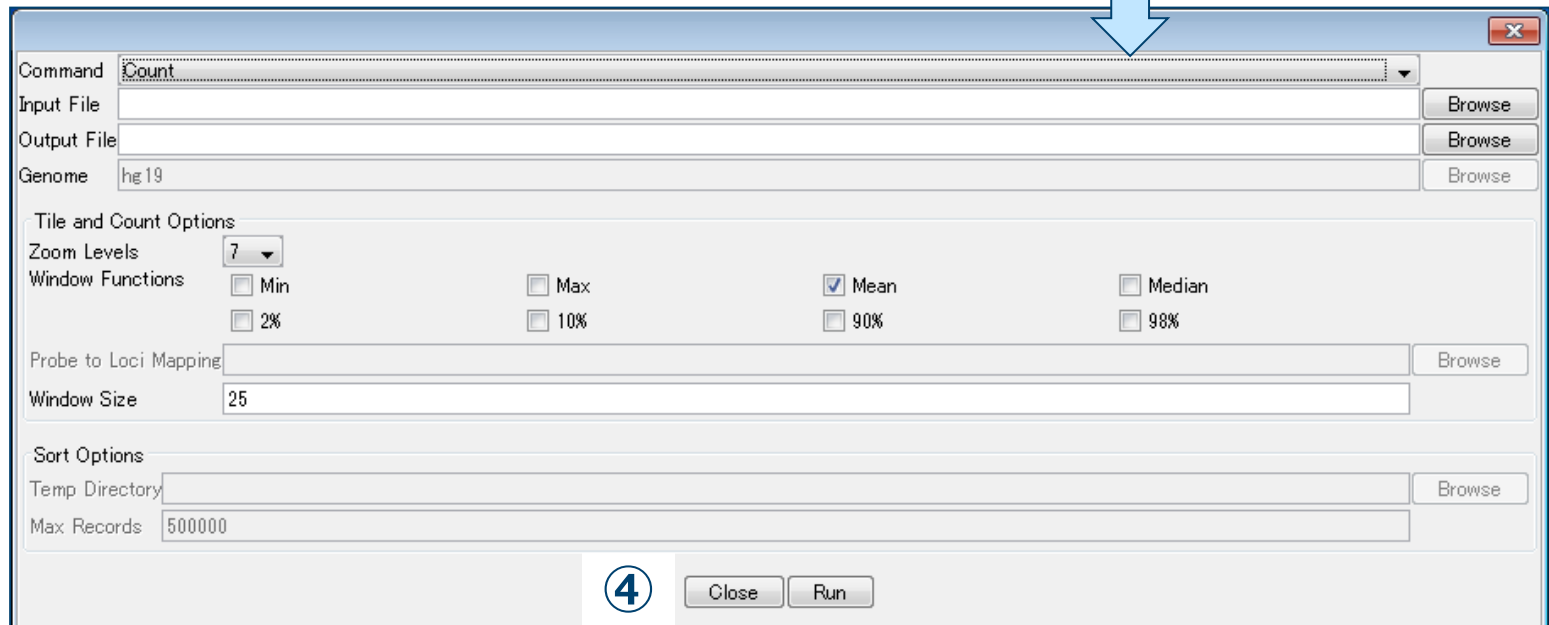 Command Count
Input File Browse
Output File Browse
Genome hg19 Browse
Tile and Count Options
Zoom Levels 7
Window Functions Min Max Mean Median
2% 10% 90% 98%
Probe to Loci Mapping Browse
Window Size 25
Sort Options
Temp Directory Browse
Max Records 500000
④ Close Run